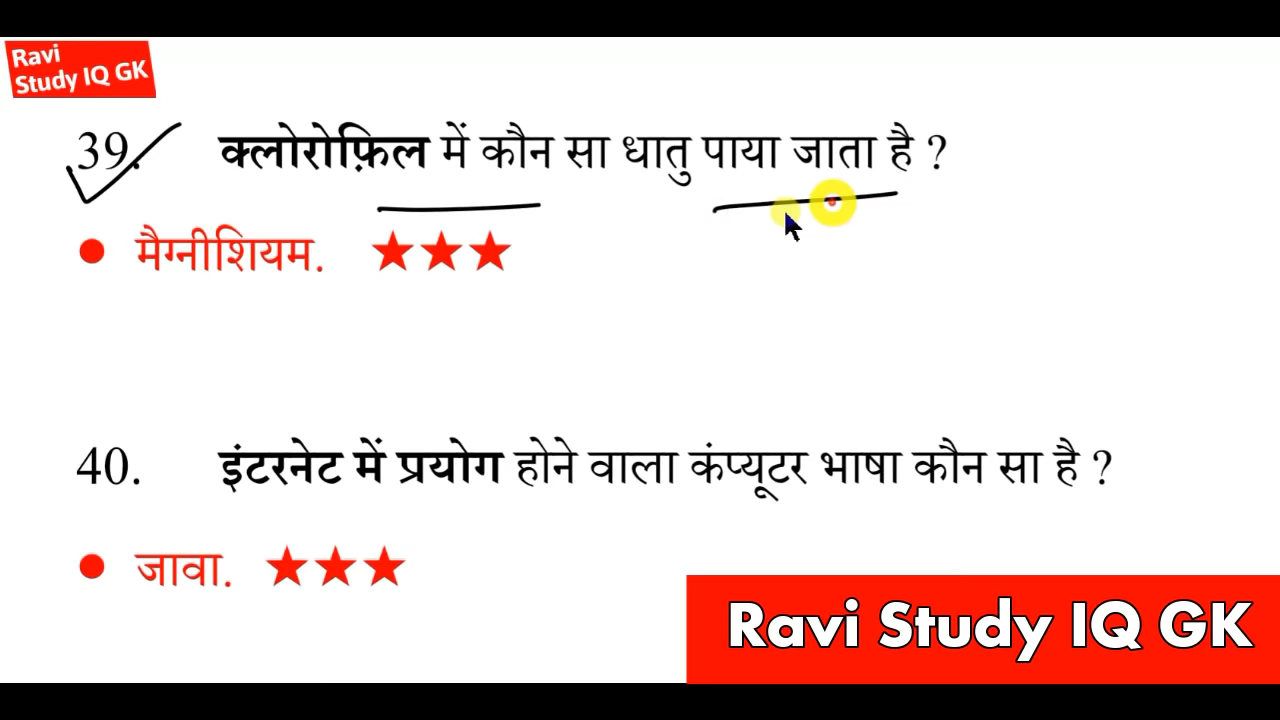 Ravi
Study IQ GK
39. क्लोरोफ़िल में कौन सा धातु पाया जाता है ?
• मैग्नीशियम. ★★★
40. इंटरनेट में प्रयोग होने वाला कंप्यूटर भाषा कौन सा है ?
• जावा. ★★★
Ravi Study IQ GK